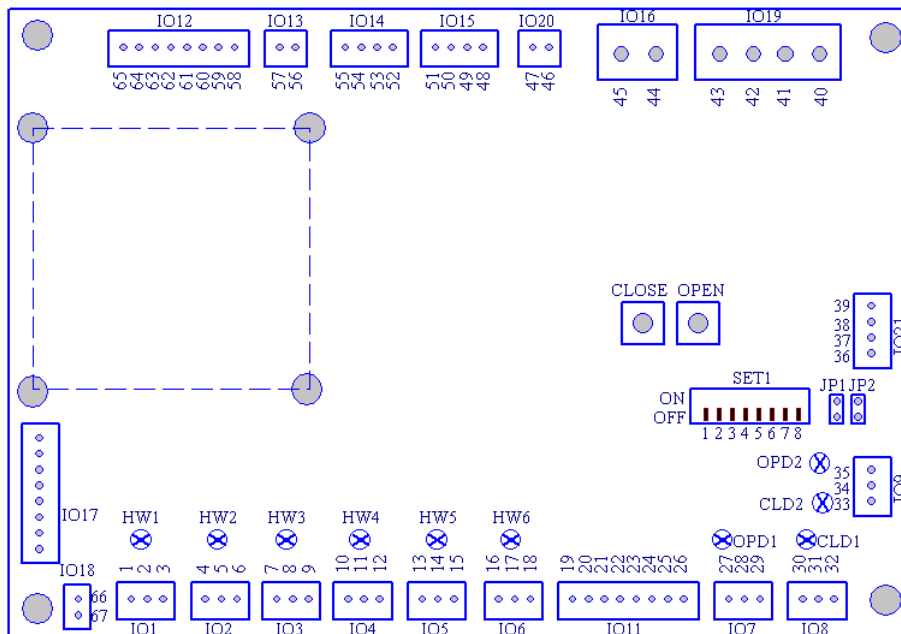 IO12 IO13 IO14 IO15 IO20 IO16 IO19
65 64 63 62 61 60 59 58 57 56 55 54 53 52 51 50 49 48 47 46 45 44 43 42 41 40
CLOSE OPEN
39
38
37
36
IO21
SET1
JP1 JP2
ON
OFF
1 2 3 4 5 6 7 8
OPD2
CLD2
35
34
33
IO9
IO17
HW1 HW2 HW3 HW4 HW5 HW6
OPD1 CLD1
IO18
66
67
1 2 3 4 5 6 7 8 9 10 11 12 13 14 15 16 17 18 19 20 21 22 23 24 25 26 27 28 29 30 31 32
IO1 IO2 IO3 IO4 IO5 IO6 IO11 IO7 IO8